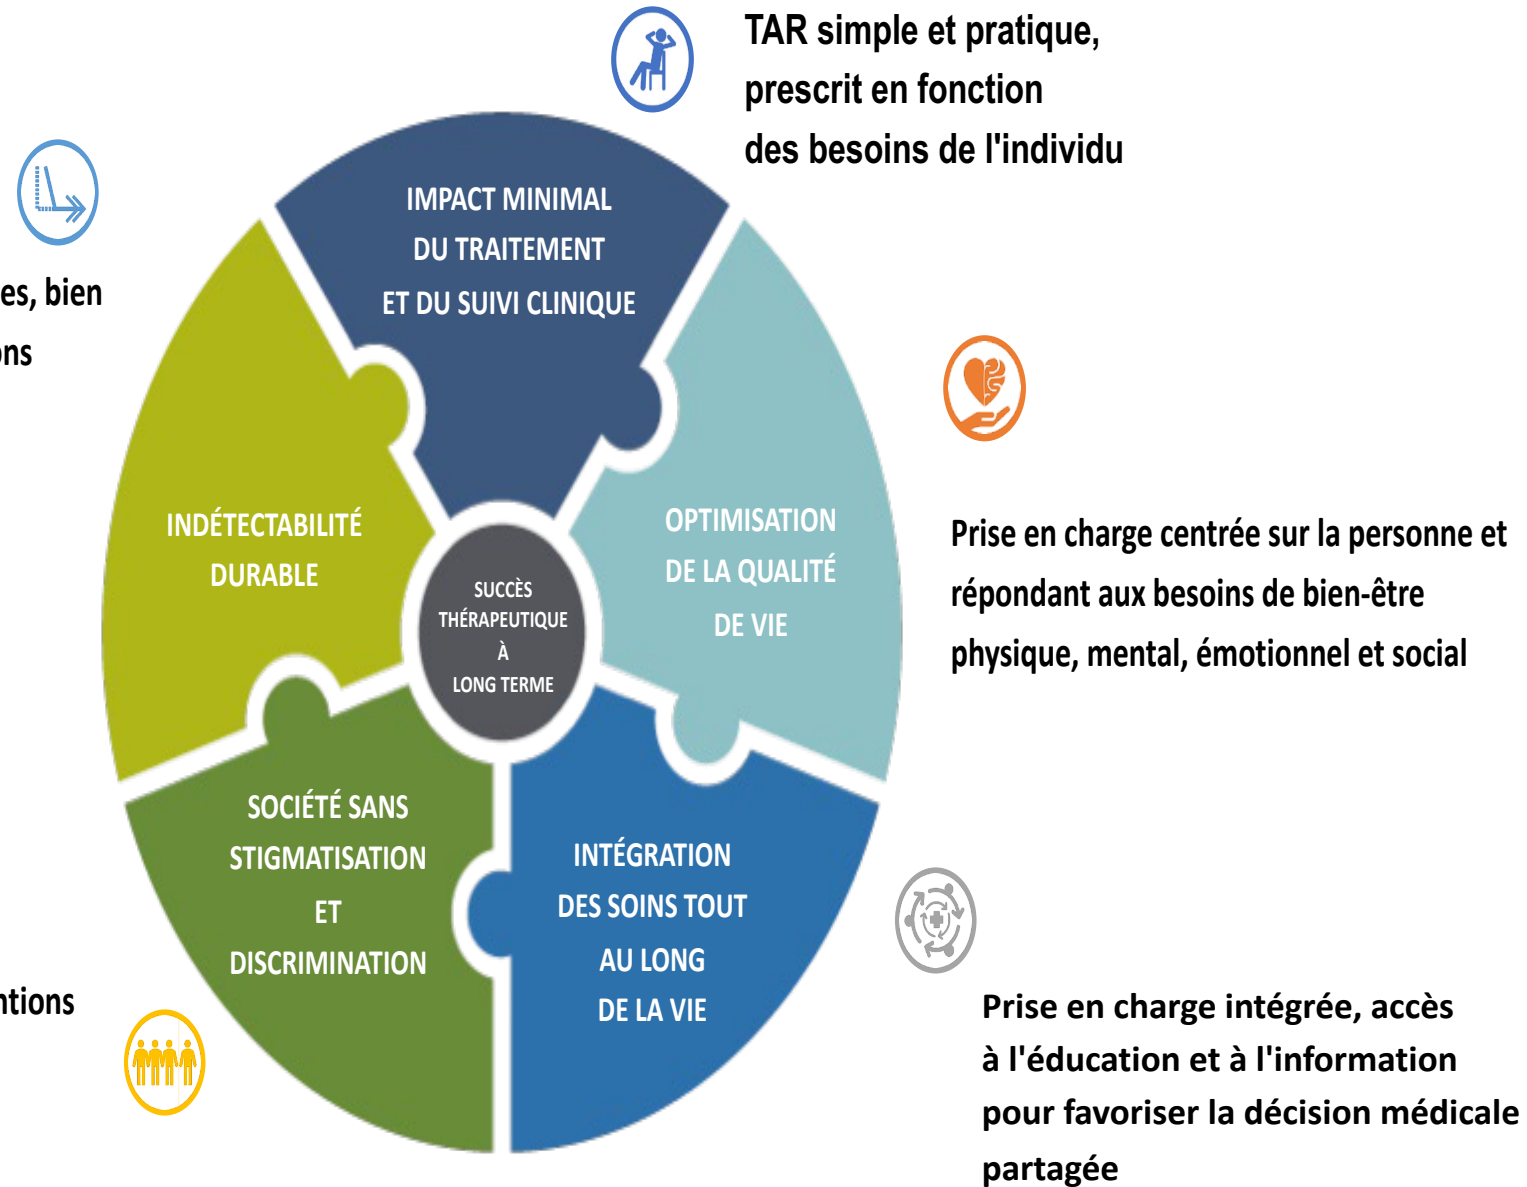 TAR simple et pratique,
prescrit en fonction
des besoins de l'individu
IMPACT MINIMAL
DU TRAITEMENT
ET DU SUIVI CLINIQUE
es, bien
ons
INDÉTECTABILITÉ
DURABLE
OPTIMISATION
DE LA QUALITÉ
DE VIE
Prise en charge centrée sur la personne et
répondant aux besoins de bien-être
physique, mental, émotionnel et social
SUCCÈS
THÉRAPEUTIQUE
À
LONG TERME
SOCIÉTÉ SANS
STIGMATISATION
ET
DISCRIMINATION
INTÉGRATION
DES SOINS TOUT
AU LONG
DE LA VIE
ntions
Prise en charge intégrée, accès
à l'éducation et à l'information
pour favoriser la décision médicale
partagée